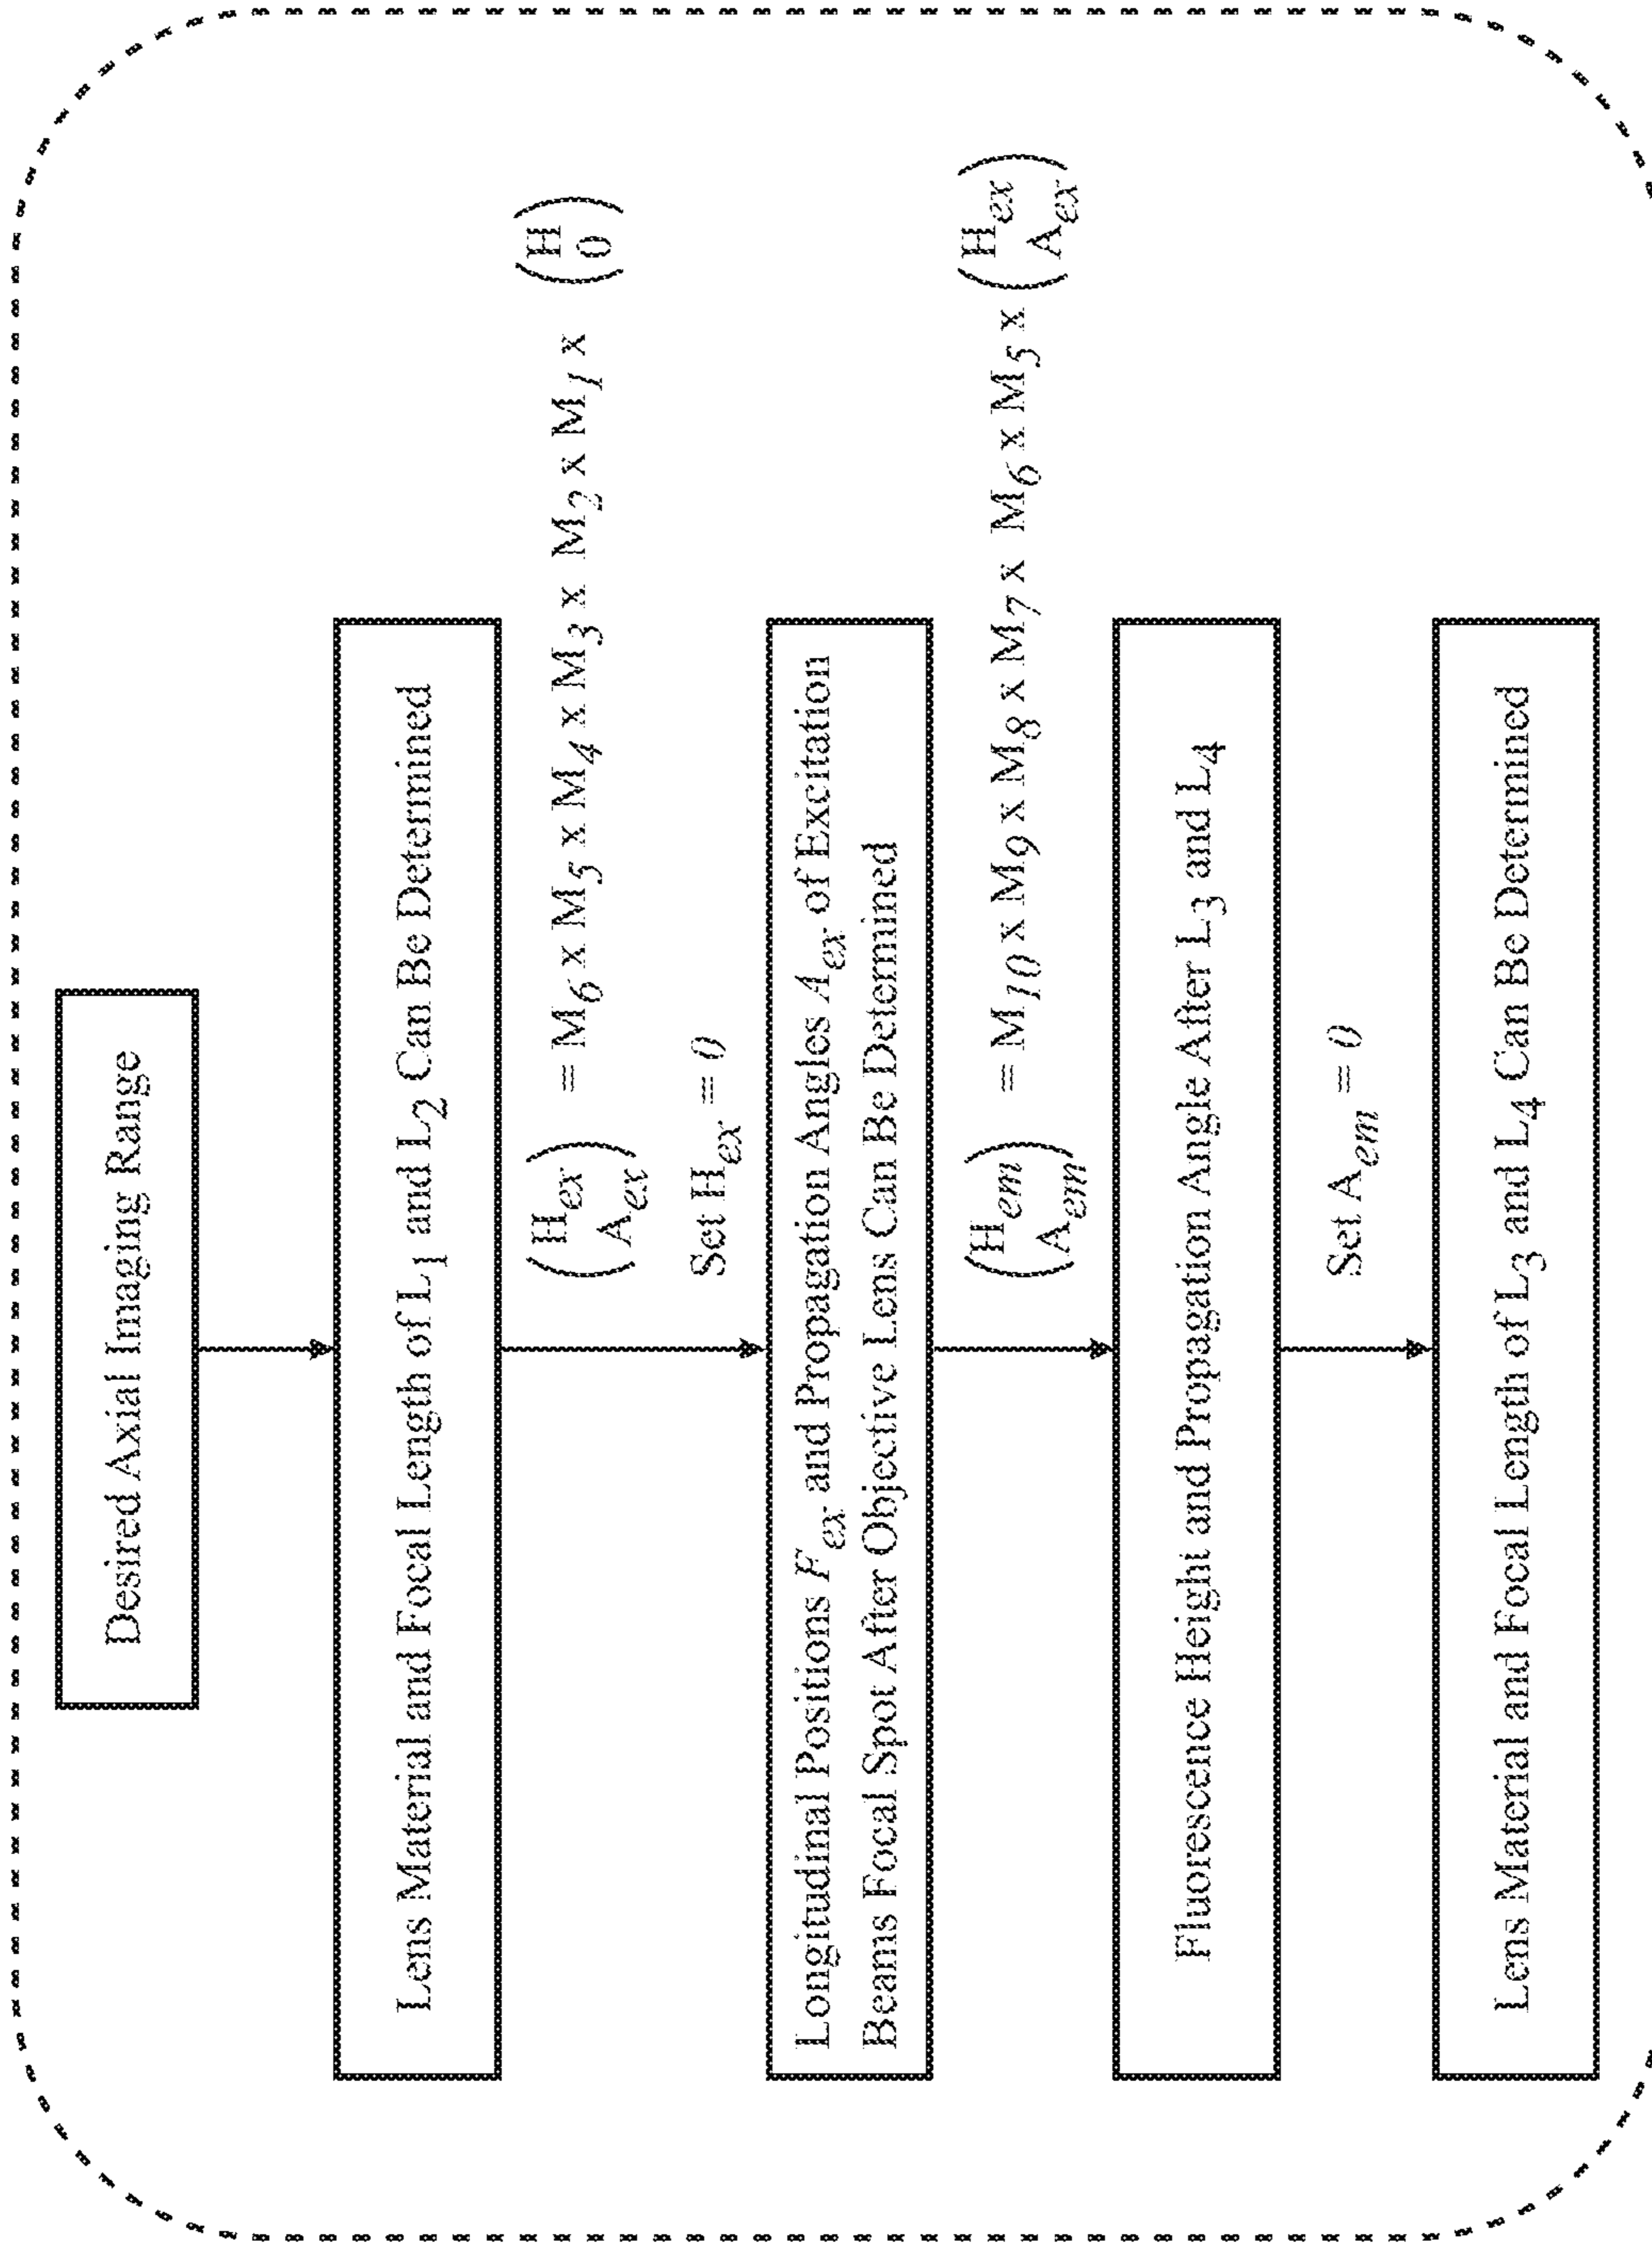 Desired Axial Imaging Range
Lens Material and Focal Length of L1 and L2 Can Be Determined
(Hex Aex) = M6 x M5 x M4 x M3 x M2 x M1 x (H 0)
Set Hex = 0
Longitudinal Positions Fex and Propagation Angles Aex of Excitation
Beams Focal Spot After Objective Lens Can Be Determined
(Hem Aem) = M10 x M9 x M8 x M7 x M6 x M5 x (Hex Aex)
Fluorescence Height and Propagation Angle After L3 and L4
Set Aem = 0
Lens Material and Focal Length of L3 and L4 Can Be Determined